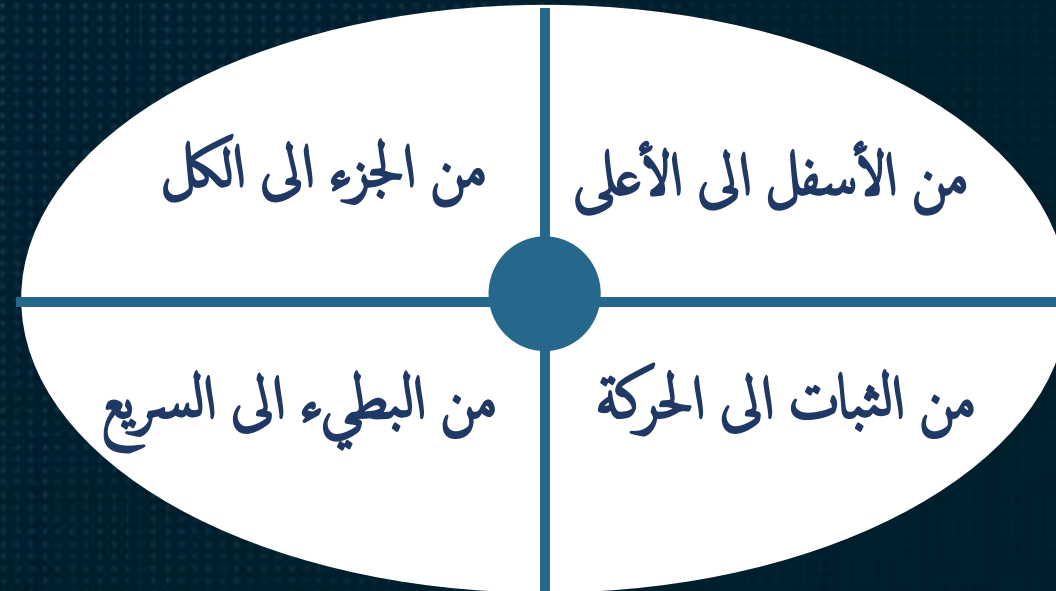 من الأسفل الى الأعلى
من الجزء الى الكل
من الثبات الى الحركة
من البطيء الى السريع